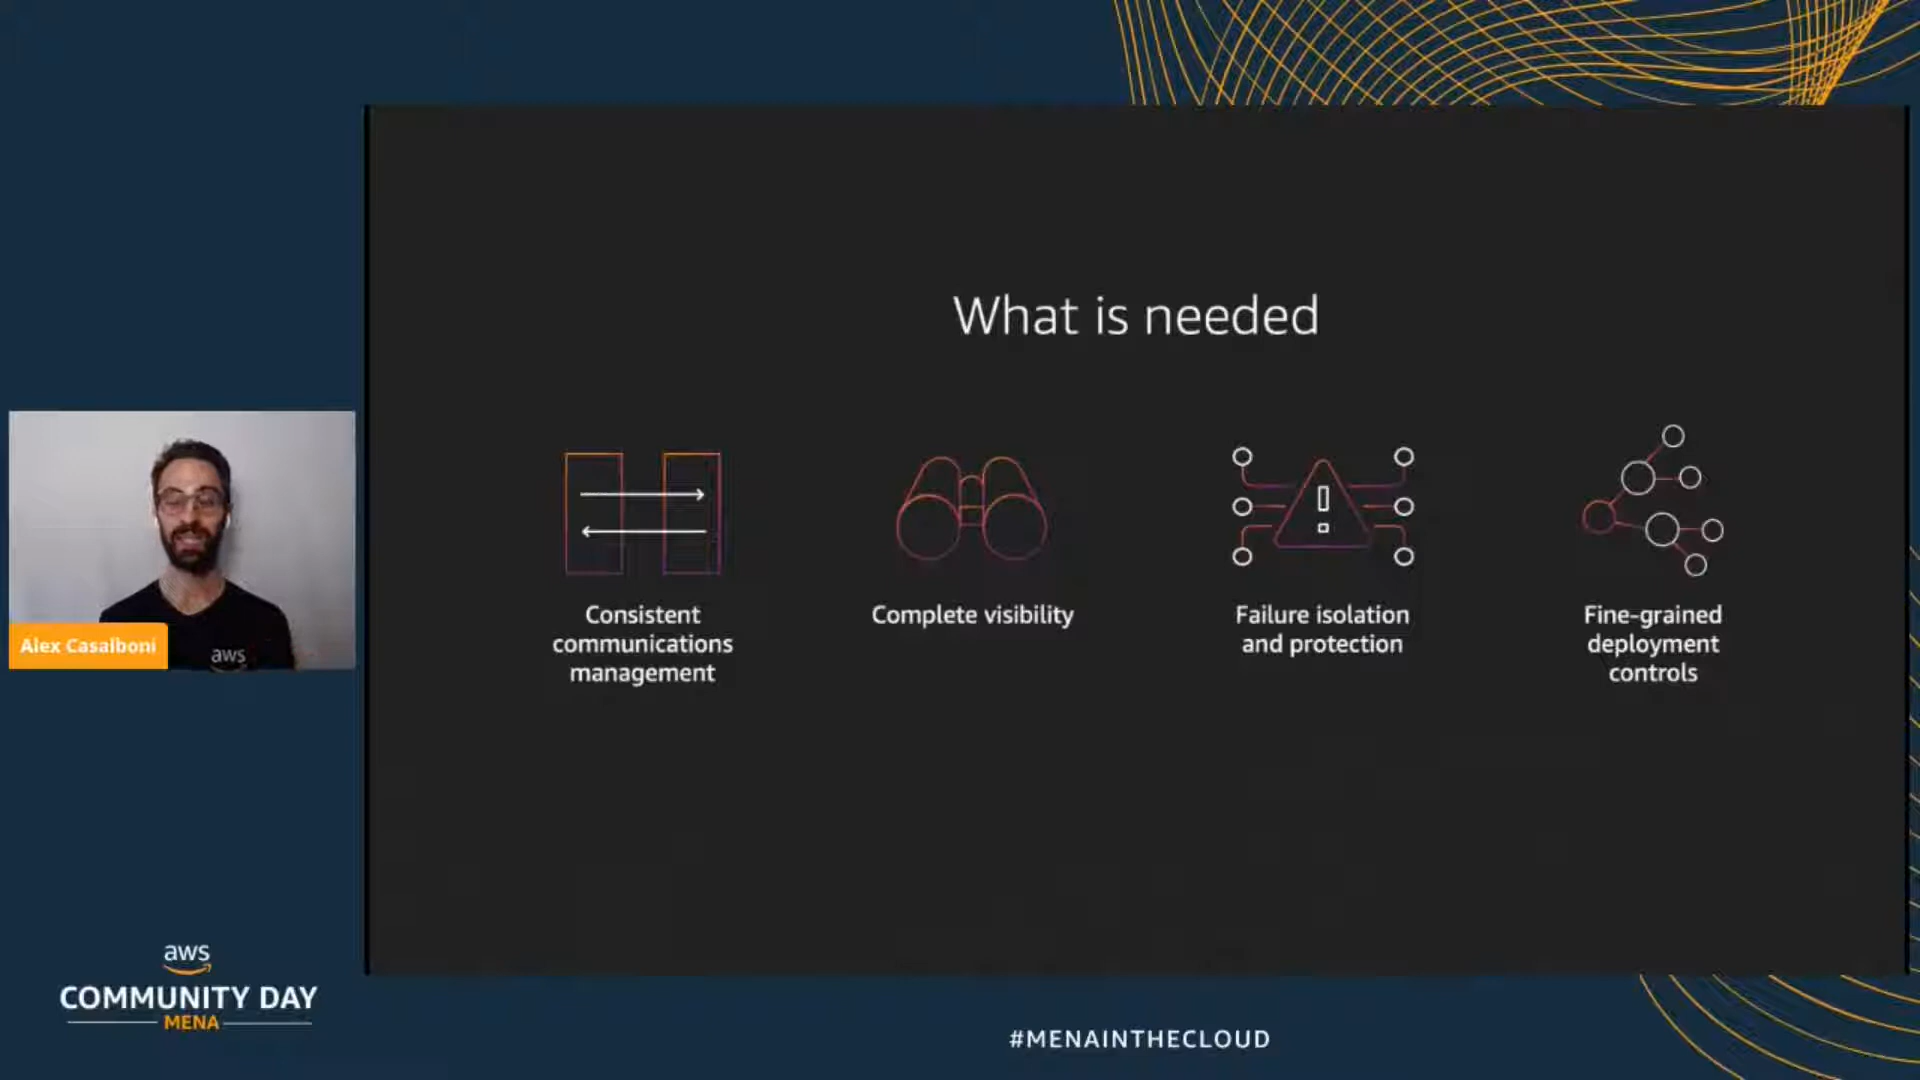 What is needed
Consistent
communications
management
Complete visibility
Failure isolation
and protection
Fine-grained
deployment
controls
Alex Casalboni
aws
aws
COMMUNITY DAY
MENA
#MENAINTHECLOUD